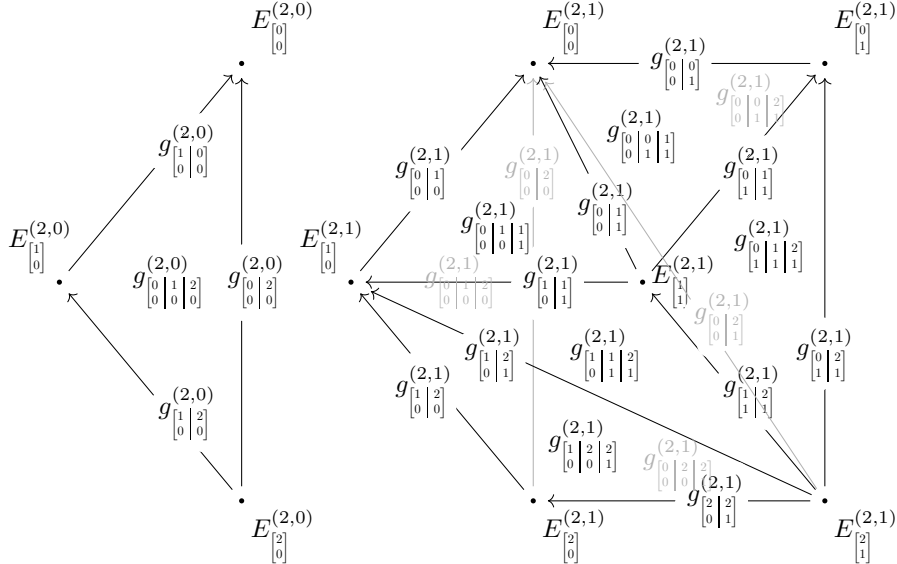 E^{(2,0)}_{[0 / 0]}
g^{(2,0)}_{[1 | 0 / 0 | 0]}
E^{(2,0)}_{[1 / 0]}
g^{(2,0)}_{[0 | 1 | 2 / 0 | 0 | 0]}
g^{(2,0)}_{[0 | 2 / 0 | 0]}
g^{(2,0)}_{[1 | 2 / 0 | 0]}
E^{(2,0)}_{[2 / 0]}
E^{(2,1)}_{[0 / 0]}
E^{(2,1)}_{[0 / 1]}
g^{(2,1)}_{[0 | 0 / 0 | 1]}
g^{(2,1)}_{[0 | 0 | 2 / 0 | 1 | 1]}
g^{(2,1)}_{[0 | 0 | 1 / 0 | 1 | 1]}
g^{(2,1)}_{[0 | 1 / 0 | 0]}
g^{(2,1)}_{[0 | 2 / 0 | 0]}
g^{(2,1)}_{[0 | 1 / 1 | 1]}
g^{(2,1)}_{[0 | 1 / 0 | 1]}
g^{(2,1)}_{[0 | 1 | 1 / 0 | 0 | 1]}
g^{(2,1)}_{[0 | 1 | 2 / 1 | 1 | 1]}
E^{(2,1)}_{[1 / 0]}
g^{(2,1)}_{[0 | 1 | 2 / 0 | 0 | 0]}
g^{(2,1)}_{[1 | 1 / 0 | 1]}
E^{(2,1)}_{[1 / 1]}
g^{(2,1)}_{[0 | 2 / 0 | 1]}
g^{(2,1)}_{[1 | 2 / 0 | 1]}
g^{(2,1)}_{[1 | 1 | 2 / 0 | 1 | 1]}
g^{(2,1)}_{[0 | 2 / 1 | 1]}
g^{(2,1)}_{[1 | 2 / 0 | 0]}
g^{(2,1)}_{[1 | 2 / 1 | 1]}
g^{(2,1)}_{[1 | 2 | 2 / 0 | 0 | 1]}
g^{(2,1)}_{[0 | 2 | 2 / 0 | 0 | 1]}
g^{(2,1)}_{[2 | 2 / 0 | 1]}
E^{(2,1)}_{[2 / 0]}
E^{(2,1)}_{[2 / 1]}